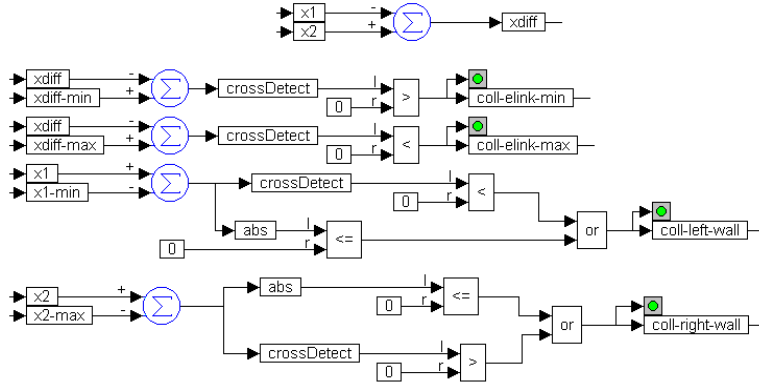 x1 - Σ xdiff
x2 +
xdiff - Σ crossDetect l > 
xdiff-min + 0 r coll-elink-min
xdiff - Σ crossDetect l <
xdiff-max + 0 r coll-elink-max
x1 + Σ crossDetect l <
x1-min - 0 r
abs l <= or coll-left-wall
0 r
abs l <=
x2 + Σ 0 r
x2-max - or coll-right-wall
crossDetect l >
0 r